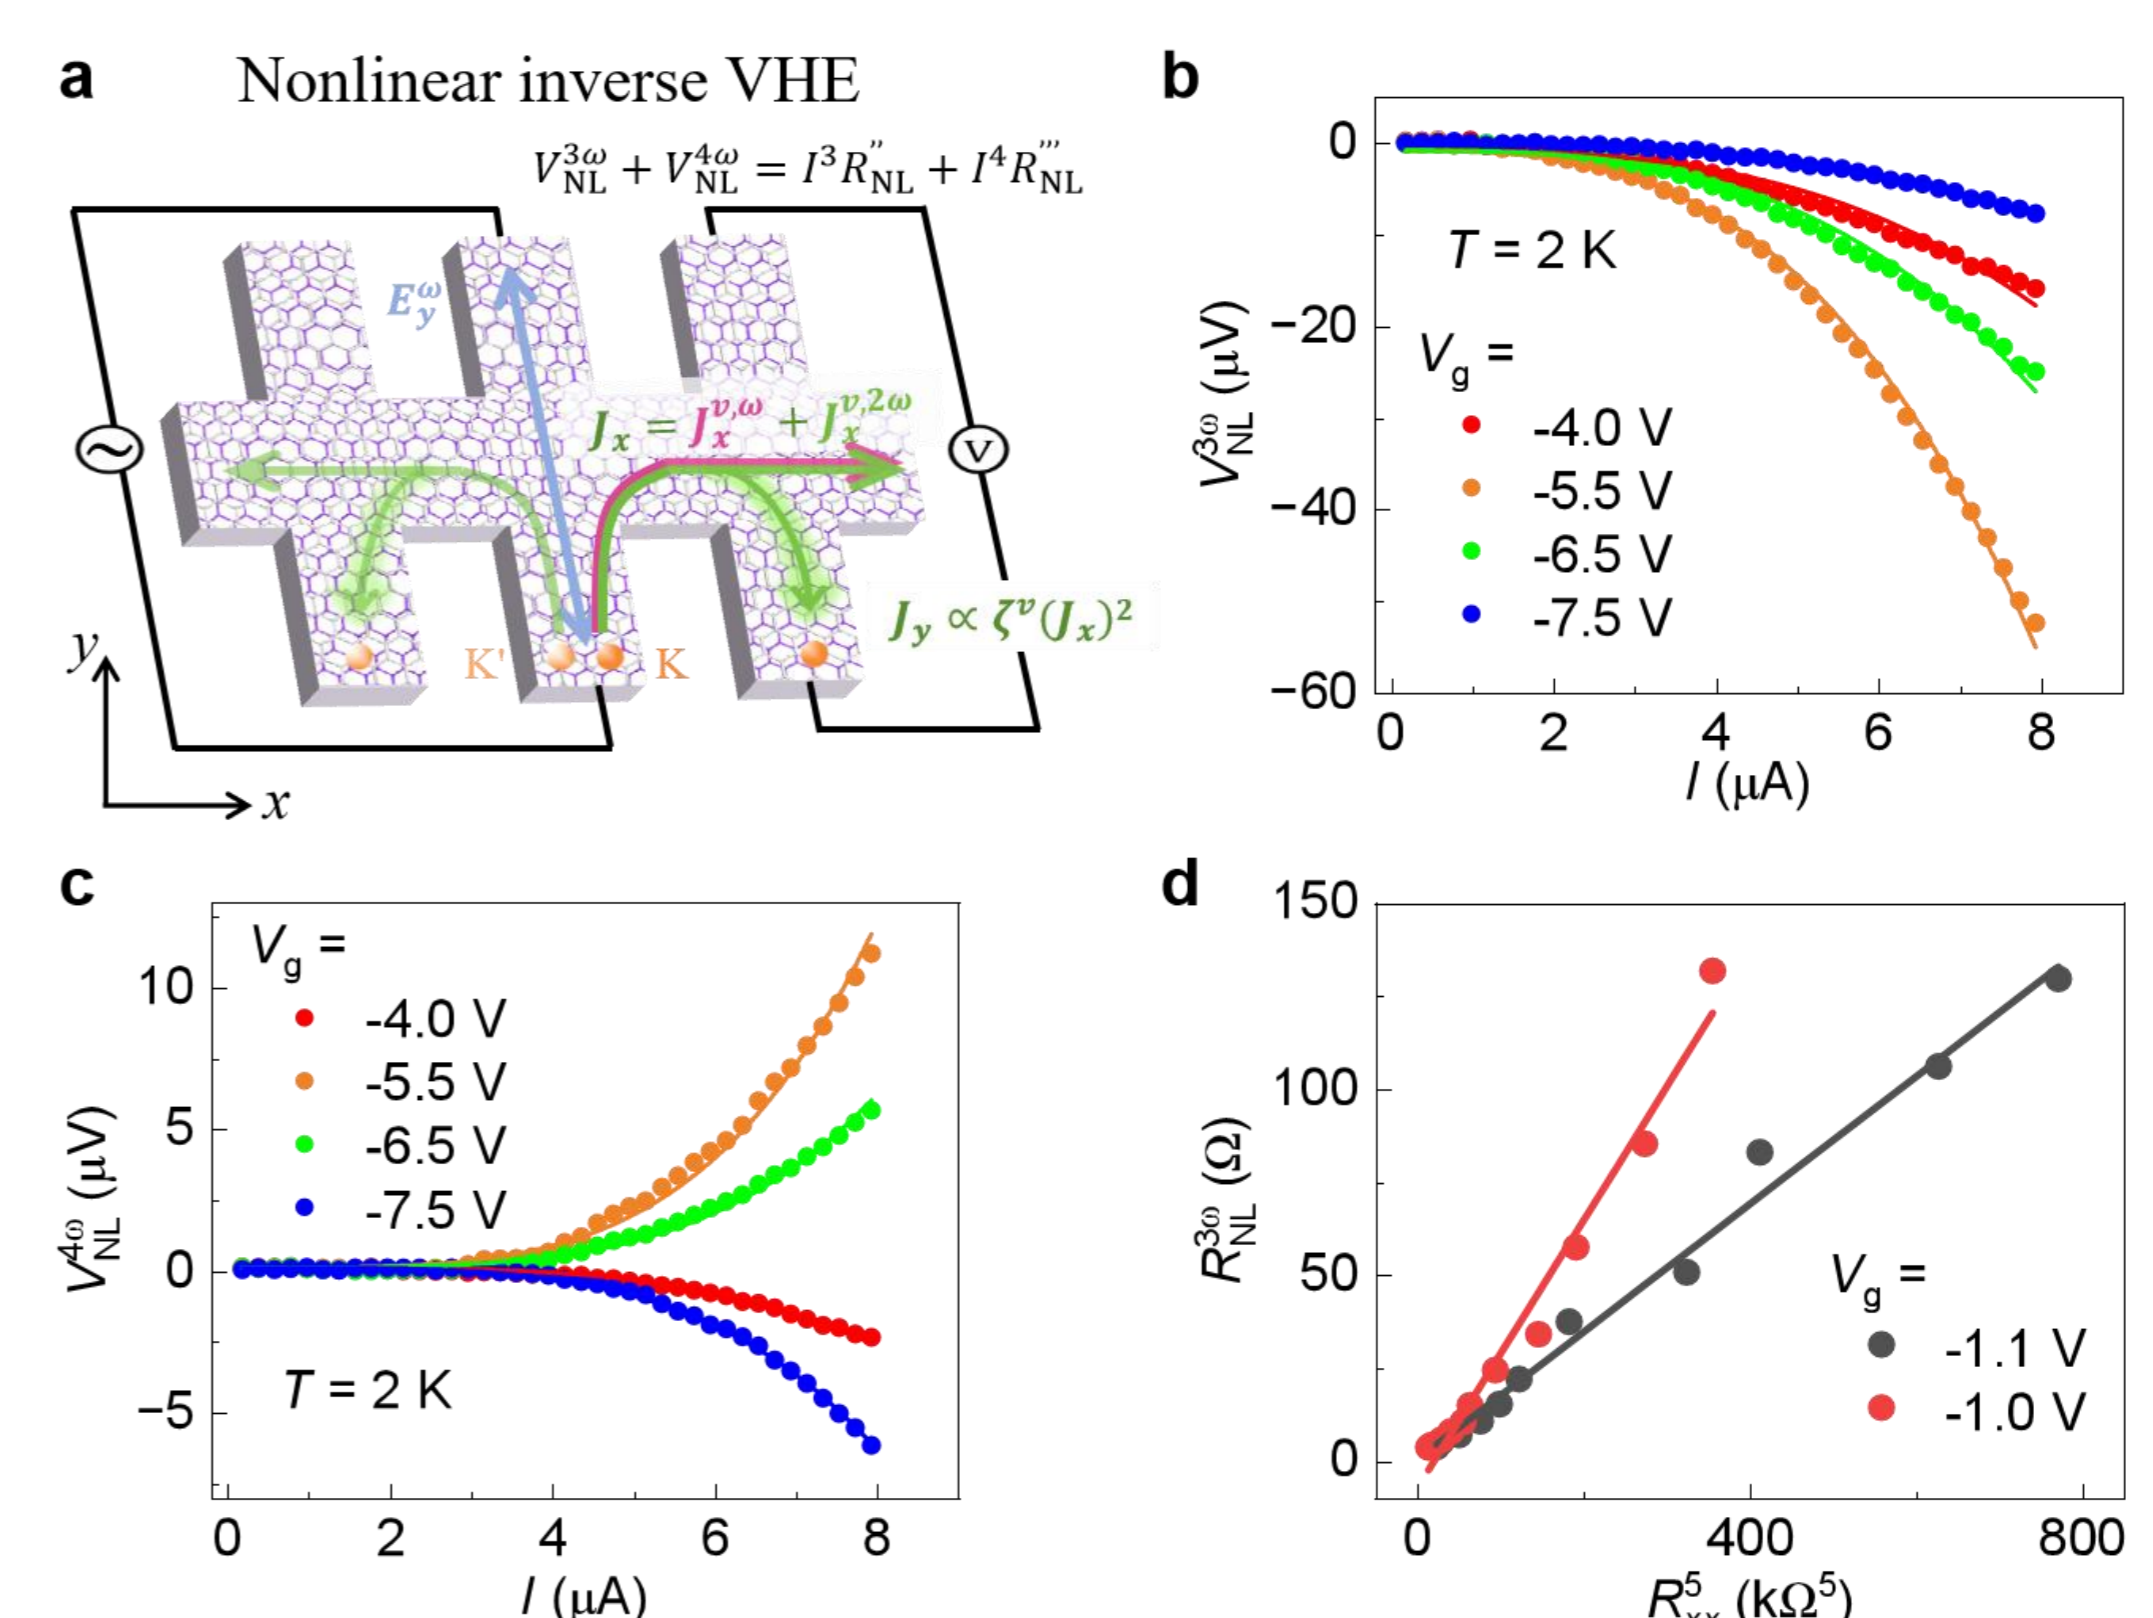 a
Nonlinear inverse VHE
V_NL^3ω + V_NL^4ω = I³R″_NL + I⁴R‴_NL
E_y^ω
J_x = J_x^{v,ω} + J_x^{v,2ω}
V
J_y ∝ ζ^v(J_x)²
K' K
y
x
b
0
−20
−40
−60
V_NL^3ω (μV)
T = 2 K
V_g =
-4.0 V
-5.5 V
-6.5 V
-7.5 V
0 2 4 6 8
I (μA)
c
10
5
0
−5
V_NL^4ω (μV)
V_g =
-4.0 V
-5.5 V
-6.5 V
-7.5 V
T = 2 K
0 2 4 6 8
I (μA)
d
150
100
50
0
R_NL^3ω (Ω)
V_g =
-1.1 V
-1.0 V
0 400 800
R_xx^5 (kΩ⁵)